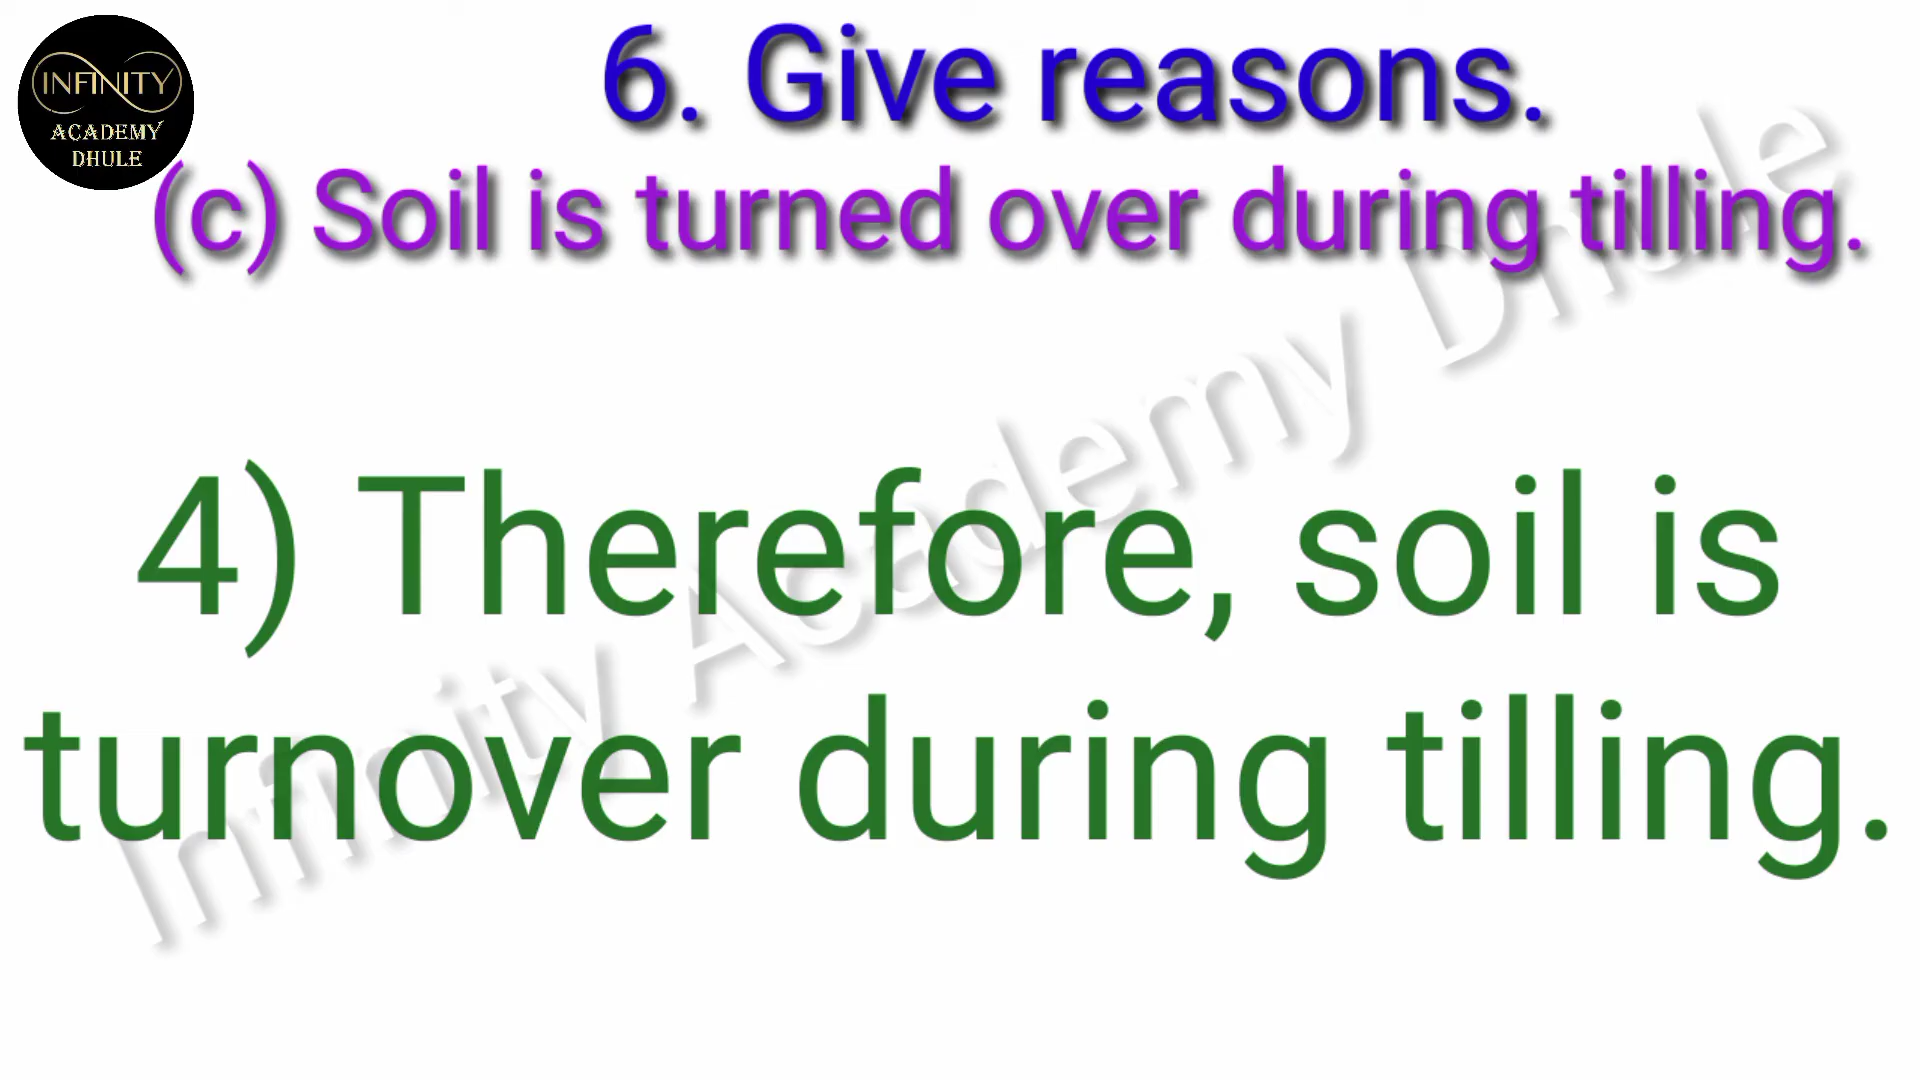 INFINITY
ACADEMY
DHULE
6. Give reasons.
(c) Soil is turned over during tilling.
4) Therefore, soil is
turnover during tilling.
Infinity Academy Dhule